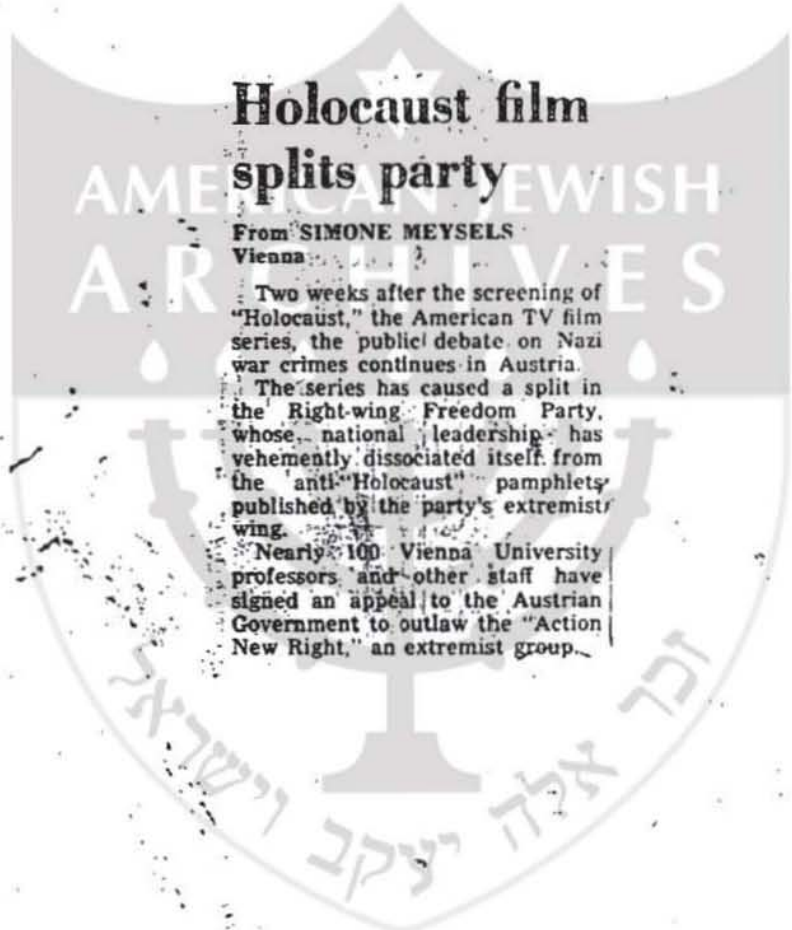 Holocaust film
splits party
AMERICAN JEWISH
ARCHIVES
From SIMONE MEYSELS
Vienna
Two weeks after the screening of
"Holocaust," the American TV film
series, the public debate on Nazi
war crimes continues in Austria.
The series has caused a split in
the Right-wing Freedom Party,
whose national leadership has
vehemently dissociated itself from
the anti-"Holocaust" pamphlets
published by the party's extremist
wing.
Nearly 100 Vienna University
professors and other staff have
signed an appeal to the Austrian
Government to outlaw the "Action
New Right," an extremist group.
זכר אלה יעקב וישראל